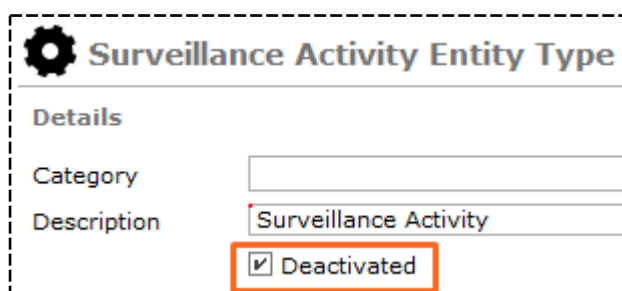 Surveillance Activity Entity Type
Details
Category
Description Surveillance Activity
Deactivated